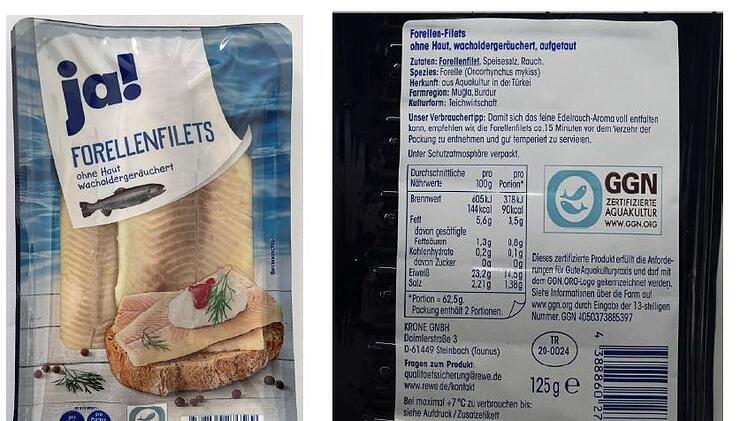 ja!
FORELLENFILETS
ohne Haut
wacholdergeräuchert
Forellen-Filets
ohne Haut, wacholdergeräuchert, aufgetaut
Zutaten: Forellenfilet, Speisesalz, Rauch.
Spezies: Forelle (Oncorhynchus mykiss)
Herkunft: aus Aquakultur in der Türkei
Farmregion: Mugla, Burdur
Kulturform: Teichwirtschaft
Unser Verbrauchertipp: Damit sich das feine Edelrauch-Aroma voll entfalten
kann, empfehlen wir, die Forellenfilets ca. 15 Minuten vor dem Verzehr der
Packung zu entnehmen und gut temperiert zu servieren.
Unter Schutzatmosphäre verpackt.
Durchschnittliche pro pro
Nährwerte 100g Portion*
Brennwert 605kJ 378kJ
144kcal 90kcal
Fett 5,6g 3,5g
davon gesättigte
Fettsäuren 1,3g 0,8g
Kohlenhydrate 0,2g 0,1g
davon Zucker 0g 0g
Eiweiß 23,2g 14,5g
Salz 2,21g 1,38g
*Portion = 62,5g.
Packung enthält 2 Portionen.
GGN
ZERTIFIZIERTE
AQUAKULTUR
WWW.GGN.ORG
Dieses zertifizierte Produkt erfüllt die Anforde-
rungen für Gute Aquakulturpraxis und darf mit
dem GGN.ORG-Logo gekennzeichnet werden.
Siehe Informationen über die Farm auf
www.ggn.org durch Eingabe der 13-stelligen
Nummer. GGN 4050373885397
KRONE GMBH
Daimlerstraße 3
D-61449 Steinbach (Taunus)
Fragen zum Produkt:
qualitaetssicherung@rewe.de
www.rewe.de/kontakt
TR
20-0024
125g e
Bei maximal +7 °C zu verbrauchen bis:
siehe Aufdruck / Zusatzetikett
4 388860 27